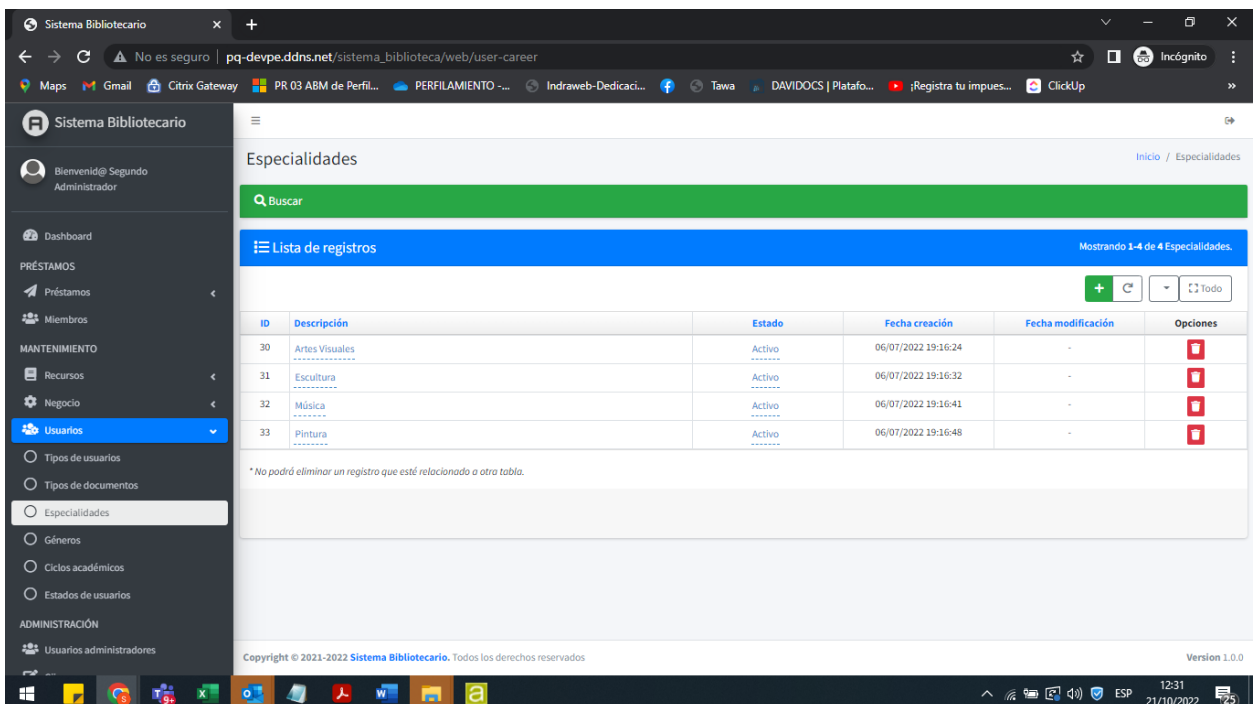 Sistema Bibliotecario
No es seguro | pq-devpe.ddns.net/sistema_biblioteca/web/user-career
Incógnito
Maps Gmail Citrix Gateway PR 03 ABM de Perfil... PERFILAMIENTO -... Indraweb-Dedicaci... Tawa DAVIDOCS | Platafo... ¡Registra tu impues... ClickUp »
Sistema Bibliotecario
Bienvenid@ Segundo
Administrador
Dashboard
PRÉSTAMOS
Préstamos
Miembros
MANTENIMIENTO
Recursos
Negocio
Usuarios
Tipos de usuarios
Tipos de documentos
Especialidades
Géneros
Ciclos académicos
Estados de usuarios
ADMINISTRACIÓN
Usuarios administradores
Especialidades
Inicio / Especialidades
Buscar
Lista de registros
Mostrando 1-4 de 4 Especialidades.
+ Todo
ID Descripción Estado Fecha creación Fecha modificación Opciones
30 Artes Visuales Activo 06/07/2022 19:16:24 -
31 Escultura Activo 06/07/2022 19:16:32 -
32 Música Activo 06/07/2022 19:16:41 -
33 Pintura Activo 06/07/2022 19:16:48 -
* No podrá eliminar un registro que esté relacionado a otra tabla.
Copyright © 2021-2022 Sistema Bibliotecario. Todos los derechos reservados
Version 1.0.0
ESP
12:31
21/10/2022
25